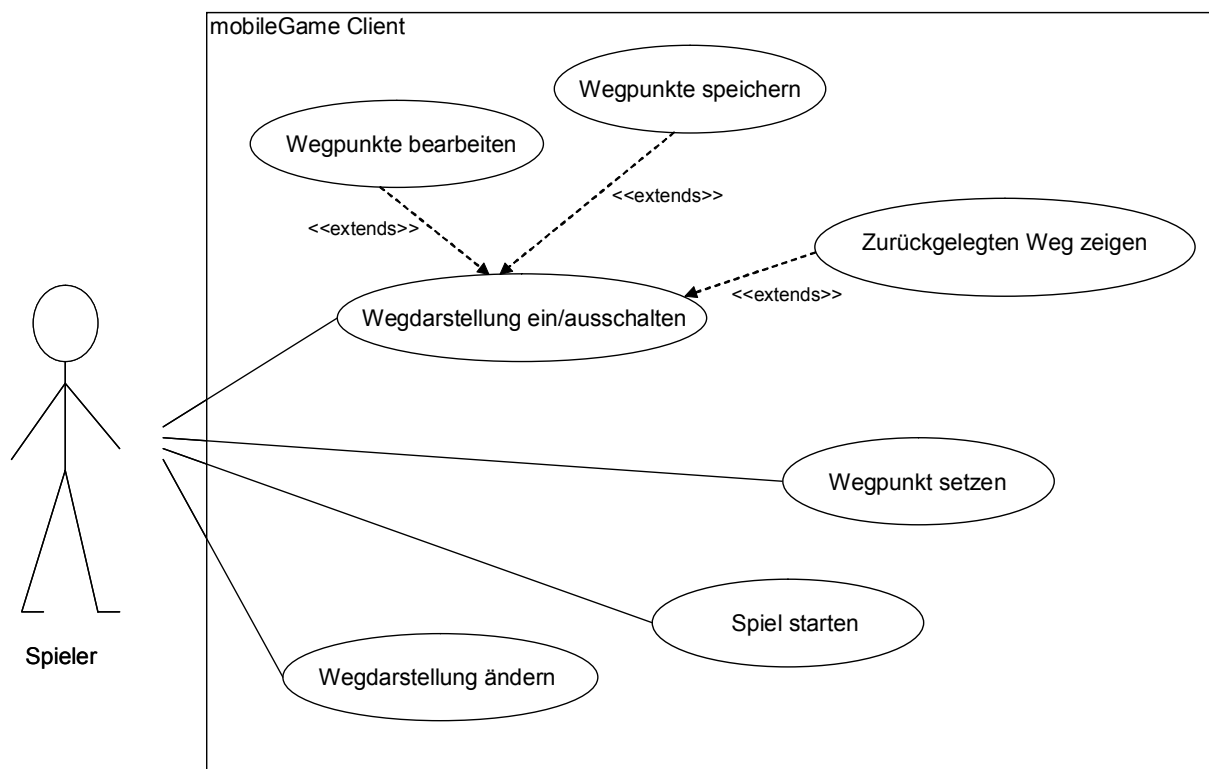 mobileGame Client
Wegpunkte speichern
Wegpunkte bearbeiten
<<extends>>
<<extends>>
Zurückgelegten Weg zeigen
<<extends>>
Wegdarstellung ein/ausschalten
Wegpunkt setzen
Spiel starten
Spieler
Wegdarstellung ändern